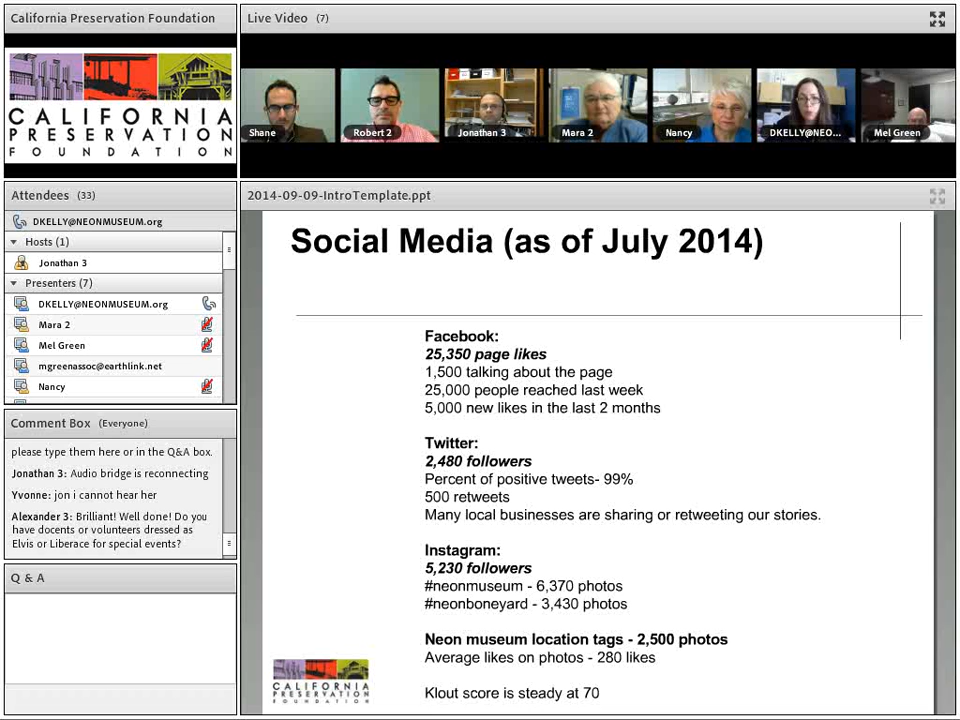 California Preservation Foundation
CALIFORNIA
PRESERVATION
FOUNDATION
Live Video (7)
Shane
Robert 2
Jonathan 3
Mara 2
Nancy
DKELLY@NEO...
Mel Green
Attendees (33)
DKELLY@NEONMUSEUM.org
Hosts (1)
Jonathan 3
Presenters (7)
DKELLY@NEONMUSEUM.org
Mara 2
Mel Green
mgreenassoc@earthlink.net
Nancy
Comment Box (Everyone)
please type them here or in the Q&A box.
Jonathan 3: Audio bridge is reconnecting
Yvonne: jon i cannot hear her
Alexander 3: Brilliant! Well done! Do you
have docents or volunteers dressed as
Elvis or Liberace for special events?
Q & A
2014-09-09-IntroTemplate.ppt
Social Media (as of July 2014)
Facebook:
25,350 page likes
1,500 talking about the page
25,000 people reached last week
5,000 new likes in the last 2 months
Twitter:
2,480 followers
Percent of positive tweets- 99%
500 retweets
Many local businesses are sharing or retweeting our stories.
Instagram:
5,230 followers
#neonmuseum - 6,370 photos
#neonboneyard - 3,430 photos
Neon museum location tags - 2,500 photos
Average likes on photos - 280 likes
Klout score is steady at 70
CALIFORNIA
PRESERVATION
FOUNDATION